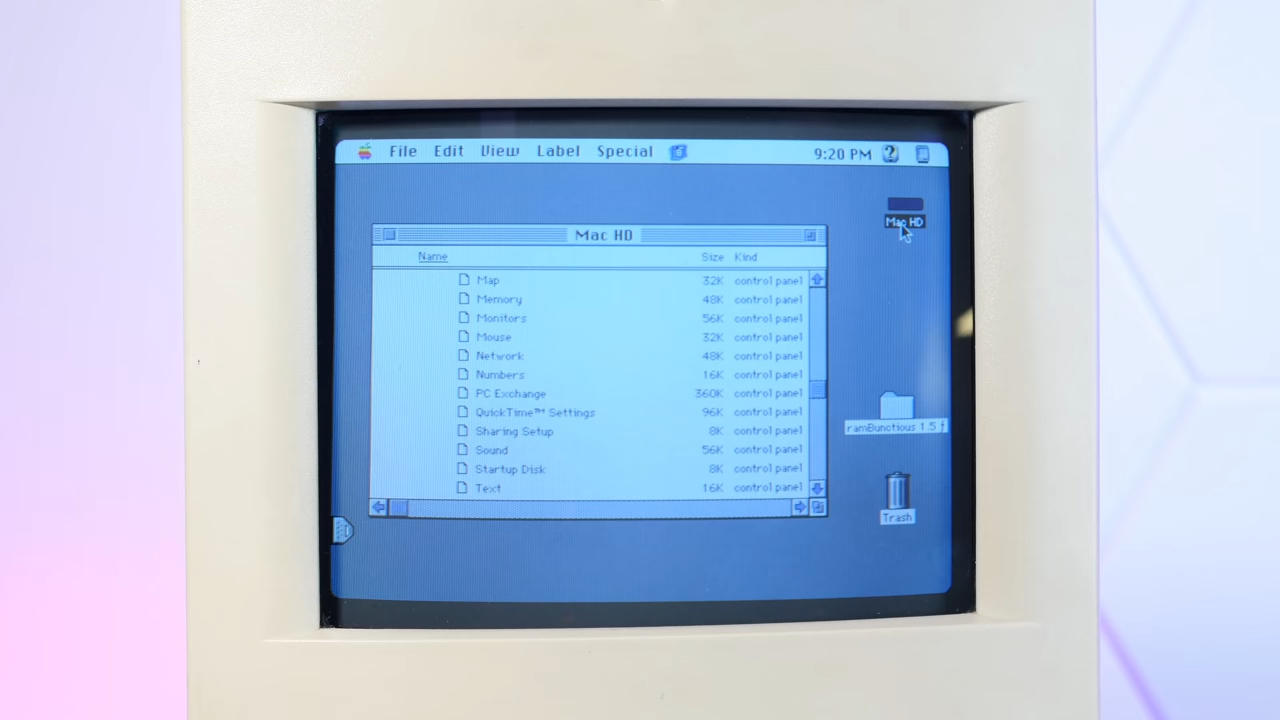 File Edit View Label Special 9:20 PM
Mac HD
Mac HD
Name Size Kind
Map 32K control panel
Memory 48K control panel
Monitors 56K control panel
Mouse 32K control panel
Network 48K control panel
Numbers 16K control panel
PC Exchange 360K control panel
QuickTime™ Settings 96K control panel
Sharing Setup 8K control panel
Sound 56K control panel
Startup Disk 8K control panel
Text 16K control panel
ramBunctious 1.5 ƒ
Trash